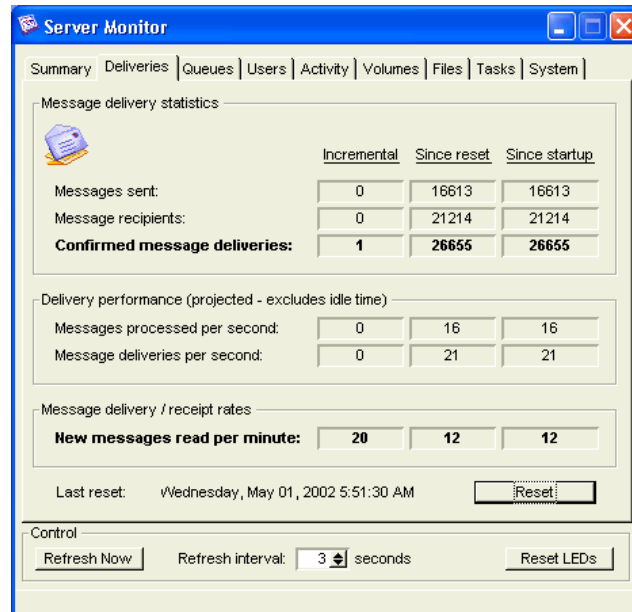 Server Monitor
Summary Deliveries Queues Users Activity Volumes Files Tasks System
Message delivery statistics
Incremental Since reset Since startup
Messages sent: 0 16613 16613
Message recipients: 0 21214 21214
Confirmed message deliveries: 1 26655 26655
Delivery performance (projected - excludes idle time)
Messages processed per second: 0 16 16
Message deliveries per second: 0 21 21
Message delivery / receipt rates
New messages read per minute: 20 12 12
Last reset: Wednesday, May 01, 2002 5:51:30 AM Reset
Control
Refresh Now Refresh interval: 3 seconds Reset LEDs